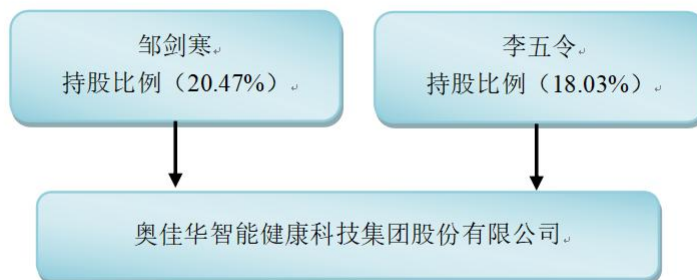 邹剑寒
持股比例（20.47%）
李五令
持股比例（18.03%）
奥佳华智能健康科技集团股份有限公司